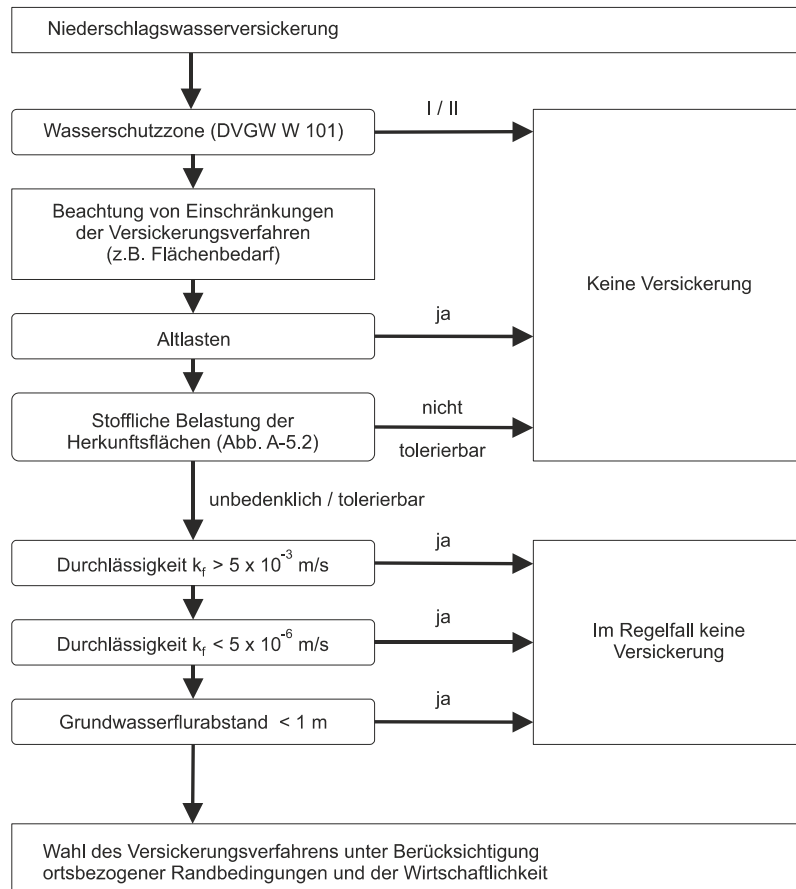 Niederschlagswasserversickerung
Wasserschutzzone (DVGW W 101)
I / II
Beachtung von Einschränkungen
der Versickerungsverfahren
(z.B. Flächenbedarf)
Keine Versickerung
Altlasten
ja
Stoffliche Belastung der
Herkunftsflächen (Abb. A-5.2)
nicht
tolerierbar
unbedenklich / tolerierbar
Durchlässigkeit k_f > 5 x 10^-3 m/s
ja
Durchlässigkeit k_f < 5 x 10^-6 m/s
ja
Im Regelfall keine
Versickerung
Grundwasserflurabstand < 1 m
ja
Wahl des Versickerungsverfahrens unter Berücksichtigung
ortsbezogener Randbedingungen und der Wirtschaftlichkeit